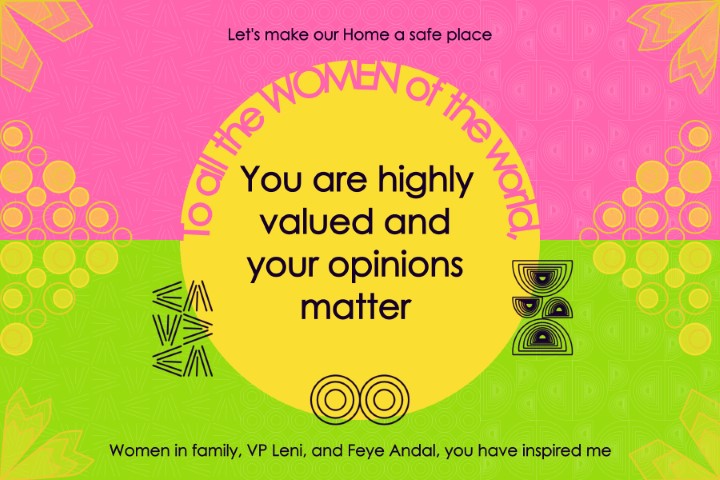 Let's make our Home a safe place
To all the WOMEN of the world,
You are highly
valued and
your opinions
matter
Women in family, VP Leni, and Feye Andal, you have inspired me